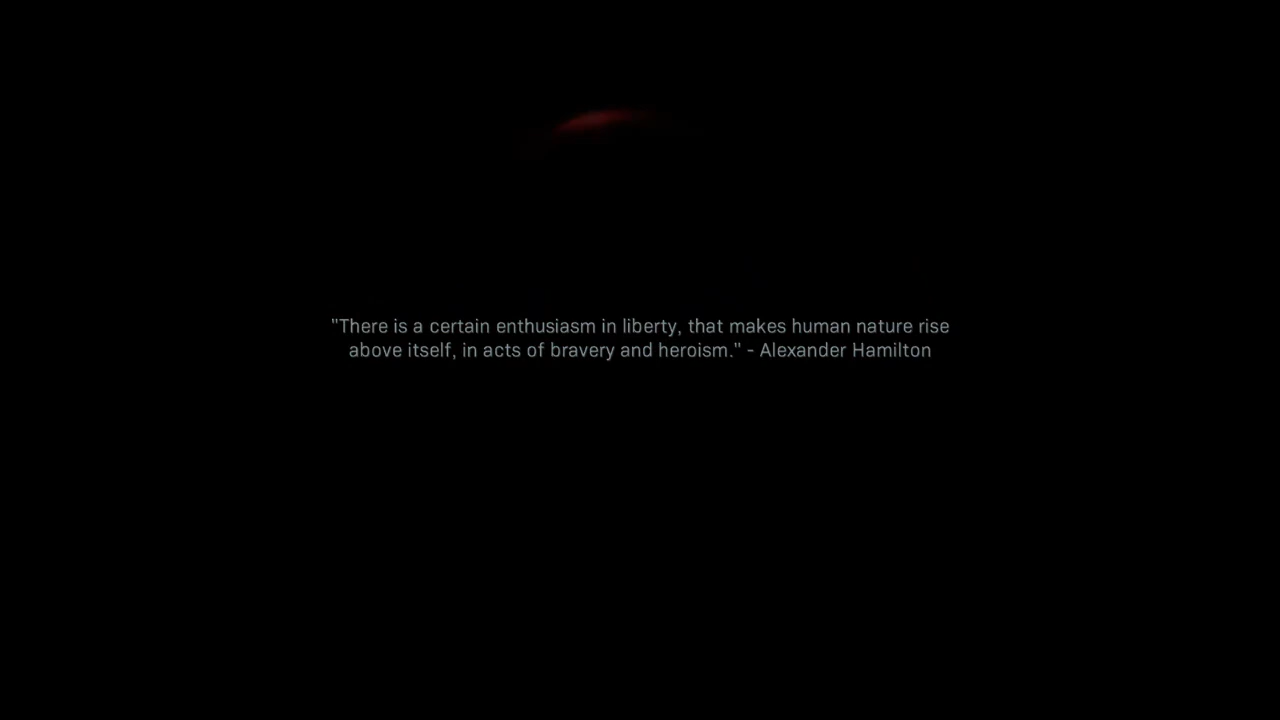 "There is a certain enthusiasm in liberty, that makes human nature rise
above itself, in acts of bravery and heroism." - Alexander Hamilton